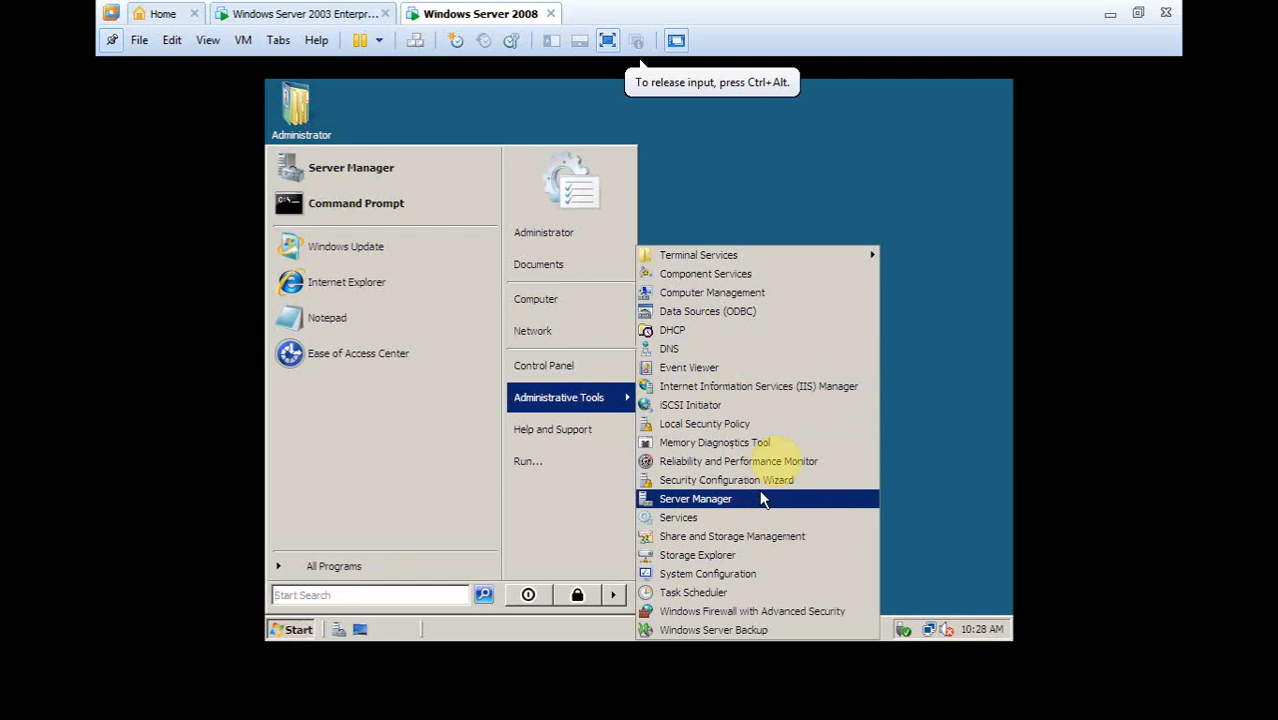 Home
Windows Server 2003 Enterpr...
Windows Server 2008
File
Edit
View
VM
Tabs
Help
To release input, press Ctrl+Alt.
Administrator
Server Manager
Command Prompt
Windows Update
Internet Explorer
Notepad
Ease of Access Center
All Programs
Start Search
Administrator
Documents
Computer
Network
Control Panel
Administrative Tools
Help and Support
Run...
Terminal Services
Component Services
Computer Management
Data Sources (ODBC)
DHCP
DNS
Event Viewer
Internet Information Services (IIS) Manager
iSCSI Initiator
Local Security Policy
Memory Diagnostics Tool
Reliability and Performance Monitor
Security Configuration Wizard
Server Manager
Services
Share and Storage Management
Storage Explorer
System Configuration
Task Scheduler
Windows Firewall with Advanced Security
Windows Server Backup
Start
10:28 AM